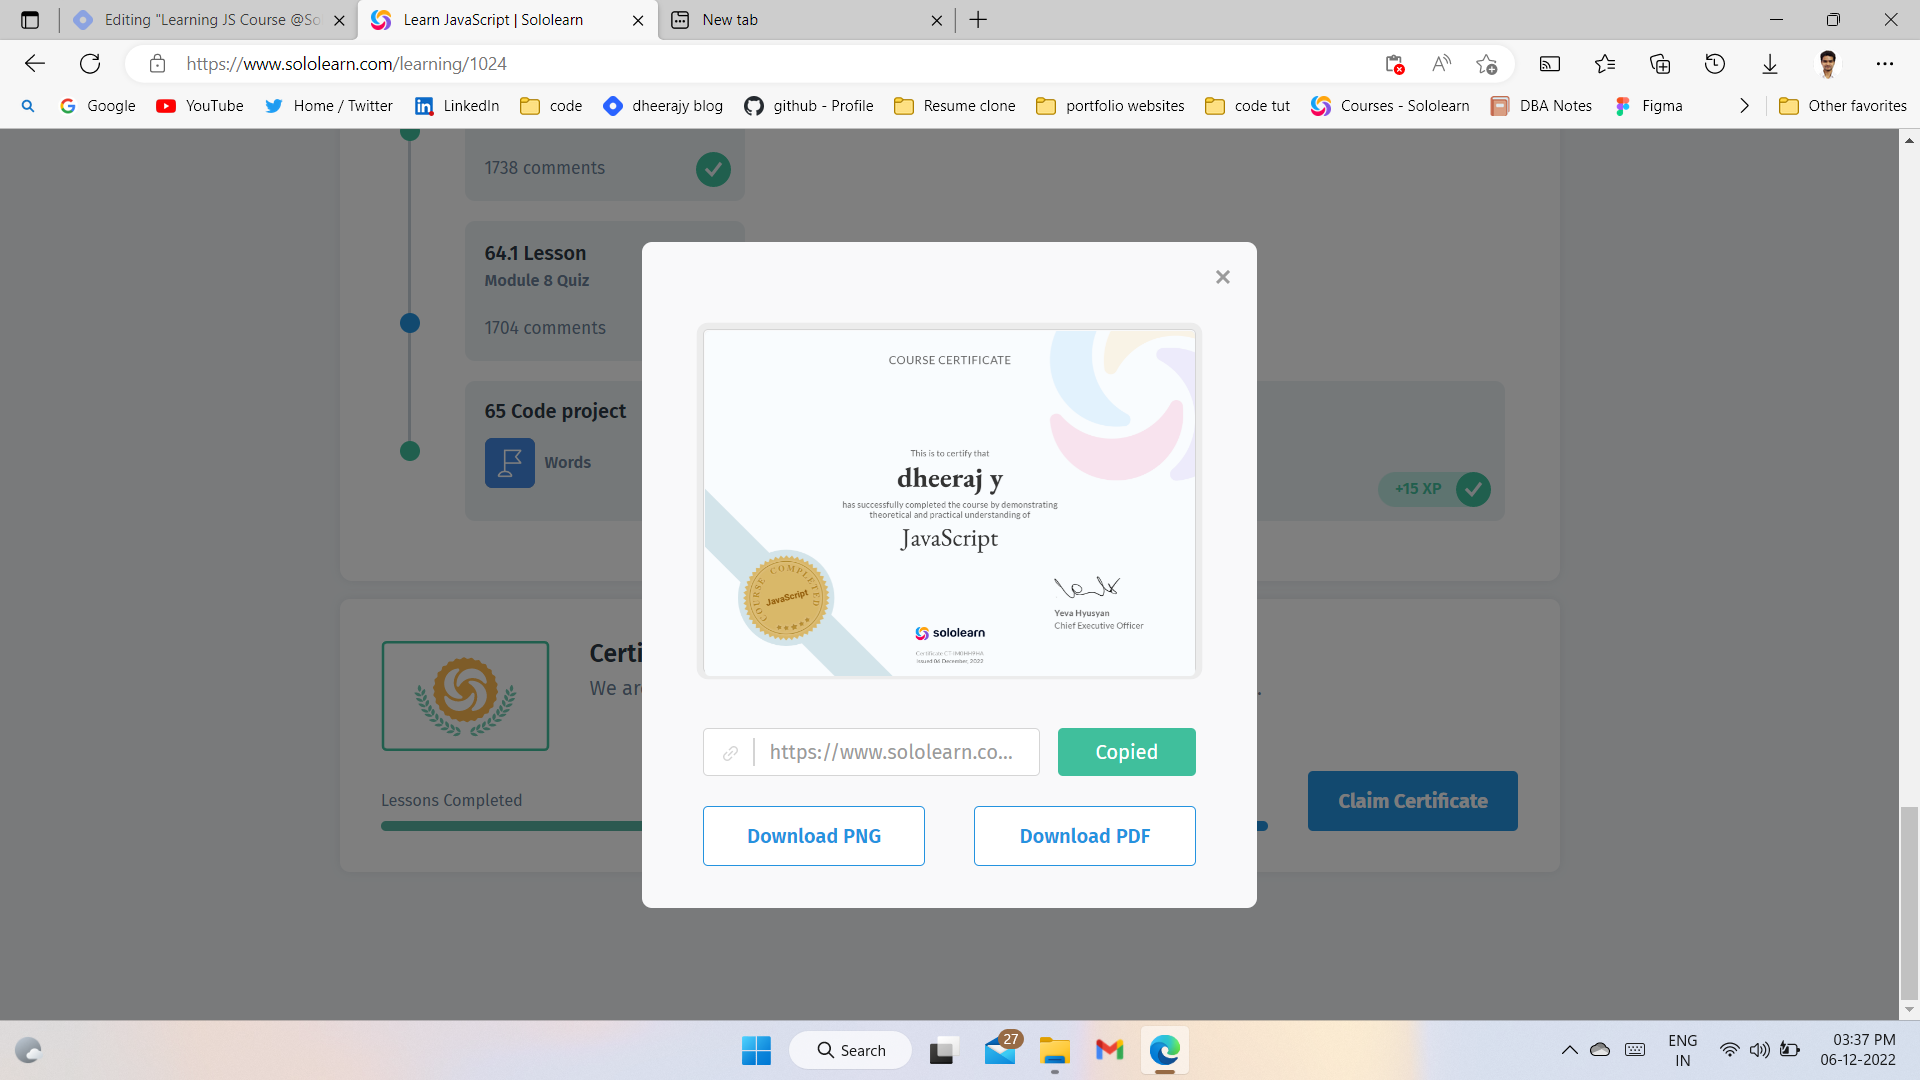 Editing "Learning JS Course @So
Learn JavaScript | Sololearn
New tab
https://www.sololearn.com/learning/1024
Google
YouTube
Home / Twitter
LinkedIn
code
dheerajy blog
github - Profile
Resume clone
portfolio websites
code tut
Courses - Sololearn
DBA Notes
Figma
Other favorites
1738 comments
64.1 Lesson
Module 8 Quiz
1704 comments
65 Code project
Words
+15 XP
COURSE CERTIFICATE
This is to certify that
dheeraj y
has successfully completed the course by demonstrating
theoretical and practical understanding of
JavaScript
COURSE COMPLETED
JavaScript
Yeva Hyusyan
Chief Executive Officer
sololearn
Issued 06 December, 2022
Certi
We are
.
Lessons Completed
Claim Certificate
https://www.sololearn.co...
Copied
Download PNG
Download PDF
Search
27
ENG
IN
03:37 PM
06-12-2022